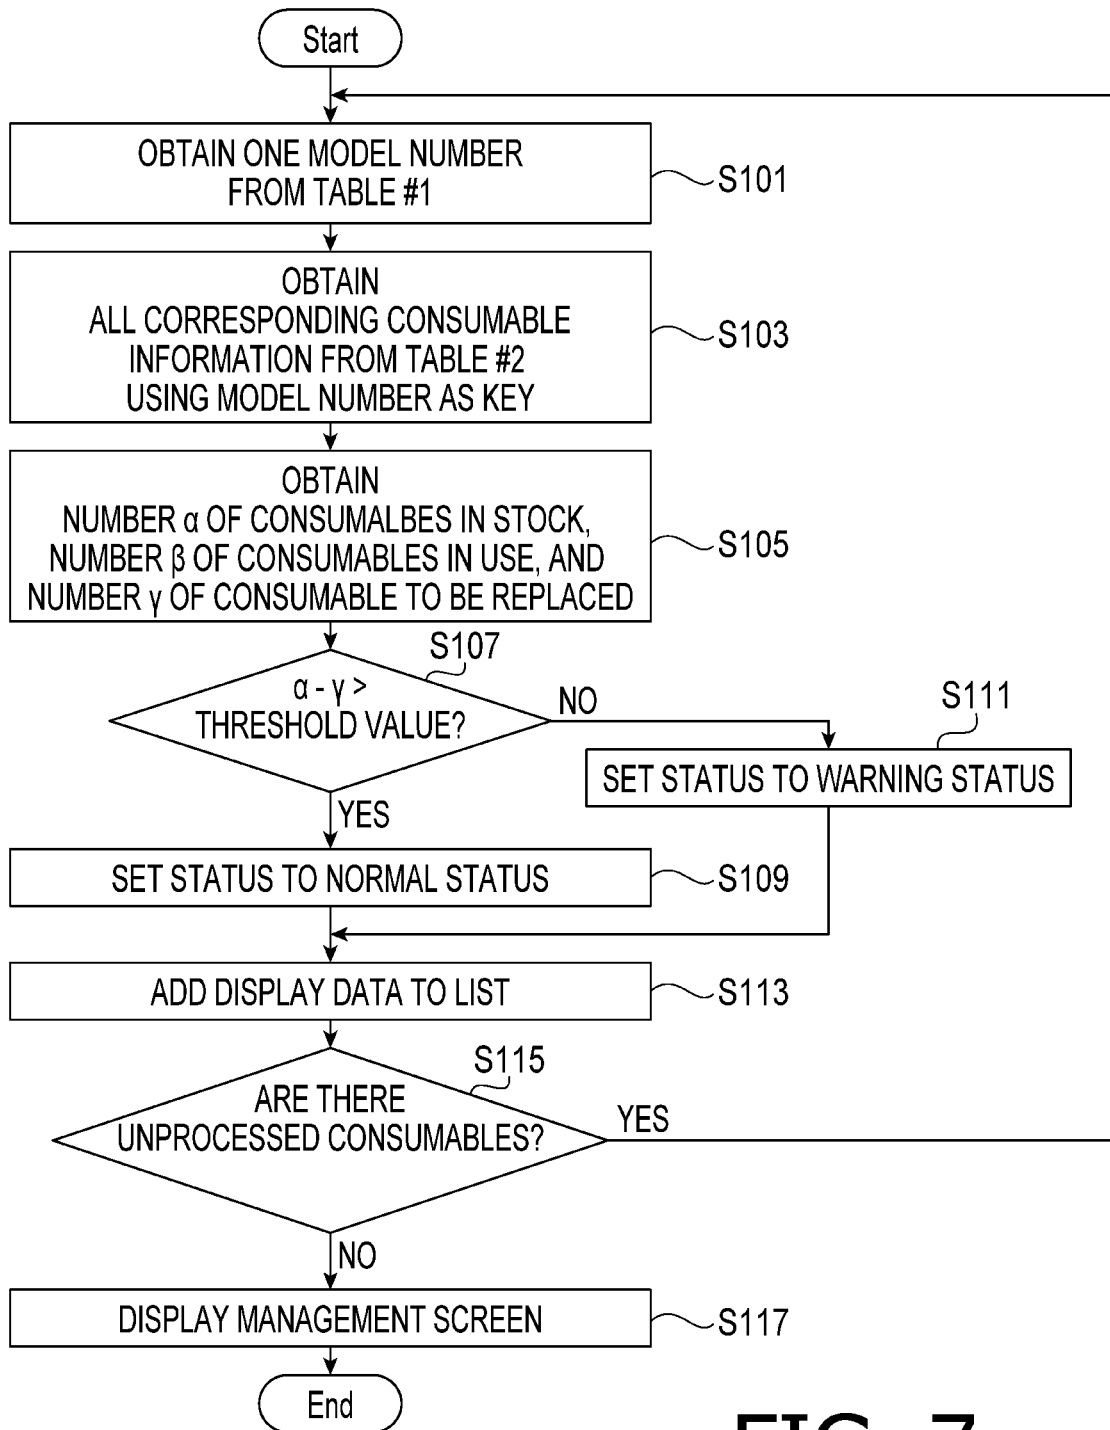 Start
OBTAIN ONE MODEL NUMBER
FROM TABLE #1
S101
OBTAIN
ALL CORRESPONDING CONSUMABLE
INFORMATION FROM TABLE #2
USING MODEL NUMBER AS KEY
S103
OBTAIN
NUMBER α OF CONSUMALBES IN STOCK,
NUMBER β OF CONSUMABLES IN USE, AND
NUMBER γ OF CONSUMABLE TO BE REPLACED
S105
S107
α - γ >
THRESHOLD VALUE?
NO
S111
SET STATUS TO WARNING STATUS
YES
SET STATUS TO NORMAL STATUS
S109
ADD DISPLAY DATA TO LIST
S113
S115
ARE THERE
UNPROCESSED CONSUMABLES?
YES
NO
DISPLAY MANAGEMENT SCREEN
S117
End
FIG. 7